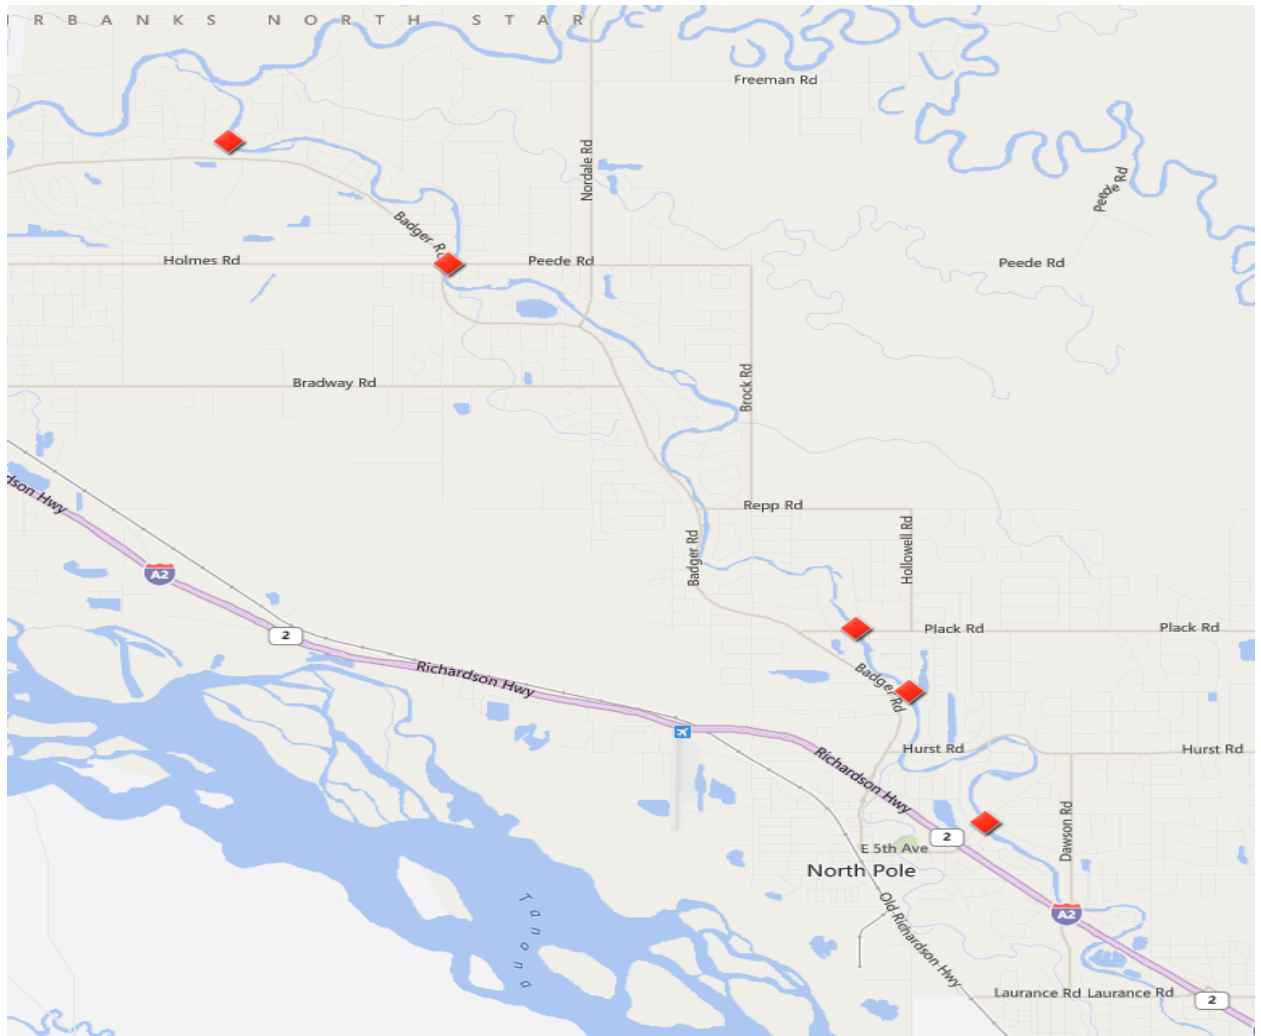 IRBANKS NORTH STAR
Freeman Rd
Nordale Rd
Peede Rd
Badger Rd
Holmes Rd
Peede Rd
Peede Rd
Bradway Rd
Brock Rd
dson Hwy
Repp Rd
Hollowell Rd
Badger Rd
A2
2
Plack Rd
Plack Rd
Richardson Hwy
Badger Rd
Hurst Rd
Hurst Rd
Richardson Hwy
2
Dawson Rd
E 5th Ave
North Pole
Tanana
A2
Old Richardson Hwy
Laurance Rd
Laurance Rd
2